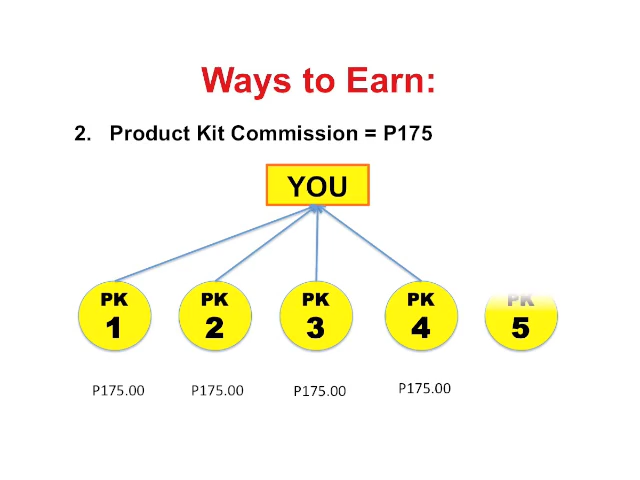 Ways to Earn:
2. Product Kit Commission = P175
YOU
PK PK PK PK PK
1 2 3 4 5
P175.00 P175.00 P175.00 P175.00